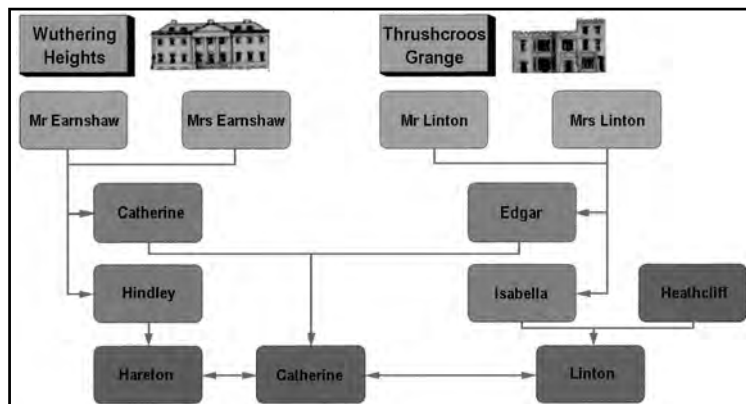 Wuthering
Heights
Thrushcroos
Grange
Mr Earnshaw
Mrs Earnshaw
Mr Linton
Mrs Linton
Catherine
Edgar
Hindley
Isabella
Heathcliff
Hareton
Catherine
Linton